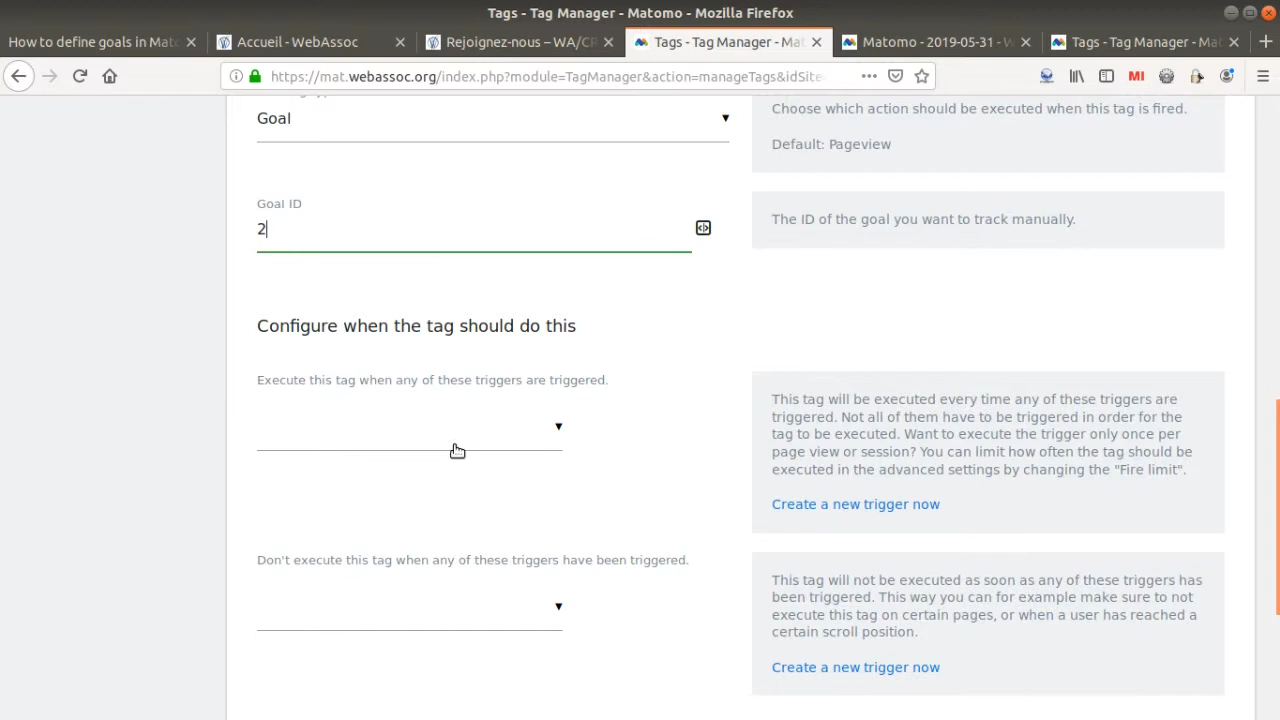 Tags - Tag Manager - Matomo - Mozilla Firefox
How to define goals in Mat
Accueil - WebAssoc
Rejoignez-nous – WA/CR
Tags - Tag Manager - Mat
Matomo - 2019-05-31 - W
Tags - Tag Manager - Mat
https://mat.webassoc.org/index.php?module=TagManager&action=manageTags&idSite
MI
Goal
Choose which action should be executed when this tag is fired.
Default: Pageview
Goal ID
2
The ID of the goal you want to track manually.
Configure when the tag should do this
Execute this tag when any of these triggers are triggered.
This tag will be executed every time any of these triggers are
triggered. Not all of them have to be triggered in order for the
tag to be executed. Want to execute the trigger only once per
page view or session? You can limit how often the tag should be
executed in the advanced settings by changing the "Fire limit".
Create a new trigger now
Don't execute this tag when any of these triggers have been triggered.
This tag will not be executed as soon as any of these triggers has
been triggered. This way you can for example make sure to not
execute this tag on certain pages, or when a user has reached a
certain scroll position.
Create a new trigger now